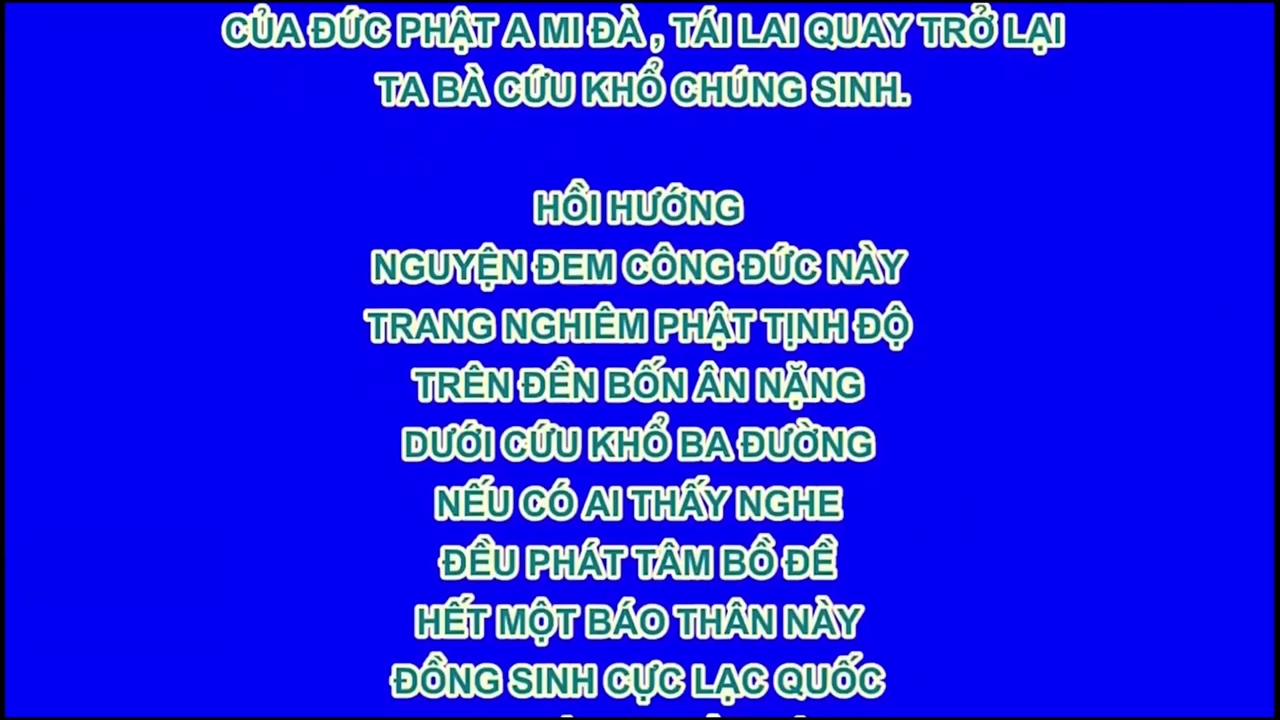 CỦA ĐỨC PHẬT A MI ĐÀ , TÁI LAI QUAY TRỞ LẠI
TA BÀ CỨU KHỔ CHÚNG SINH.
HỒI HƯỚNG
NGUYỆN ĐEM CÔNG ĐỨC NÀY
TRANG NGHIÊM PHẬT TỊNH ĐỘ
TRÊN ĐỀN BỐN ÂN NẶNG
DƯỚI CỨU KHỔ BA ĐƯỜNG
NẾU CÓ AI THẤY NGHE
ĐỀU PHÁT TÂM BỒ ĐỀ
HẾT MỘT BÁO THÂN NÀY
ĐỒNG SINH CỰC LẠC QUỐC